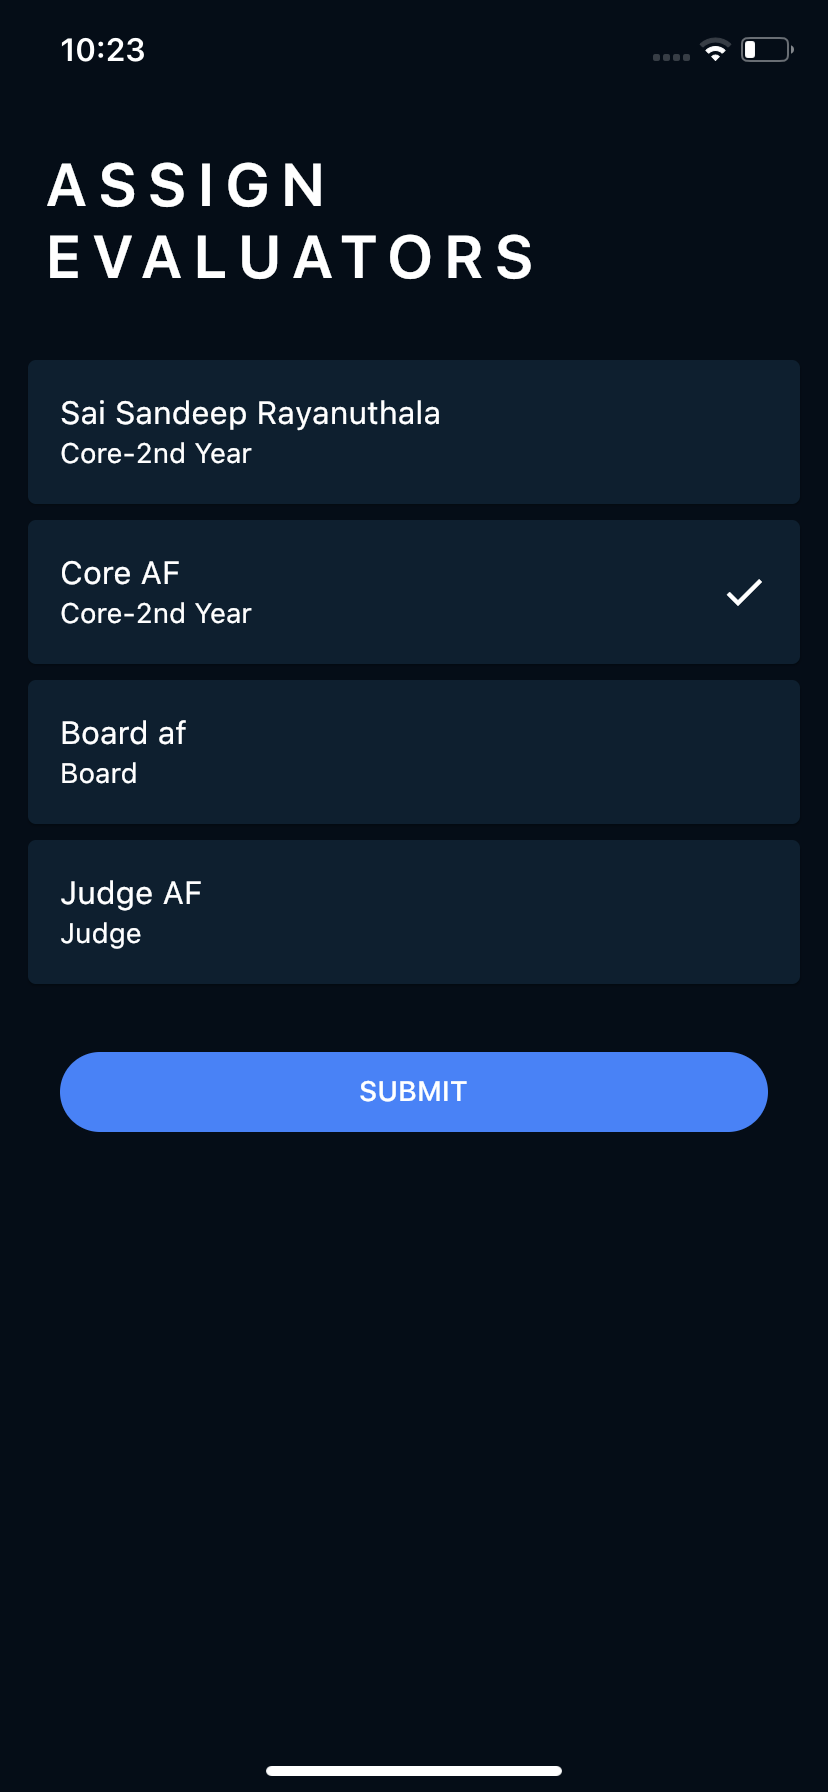 10:23
ASSIGN
EVALUATORS
Sai Sandeep Rayanuthala
Core-2nd Year
Core AF
Core-2nd Year
Board af
Board
Judge AF
Judge
SUBMIT